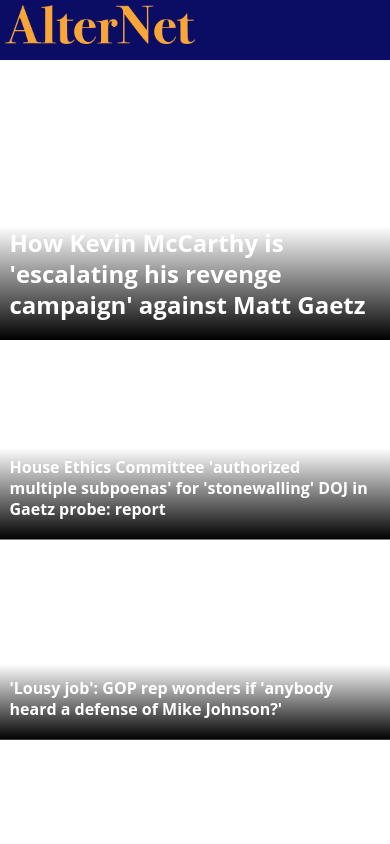 AlterNet
How Kevin McCarthy is
'escalating his revenge
campaign' against Matt Gaetz
House Ethics Committee 'authorized
multiple subpoenas' for 'stonewalling' DOJ in
Gaetz probe: report
'Lousy job': GOP rep wonders if 'anybody
heard a defense of Mike Johnson?'